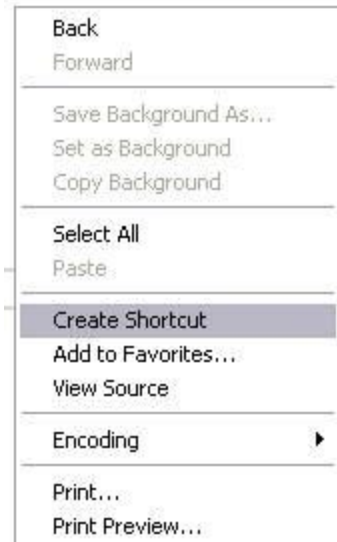 Back
Forward
Save Background As...
Set as Background
Copy Background
Select All
Paste
Create Shortcut
Add to Favorites...
View Source
Encoding
Print...
Print Preview...